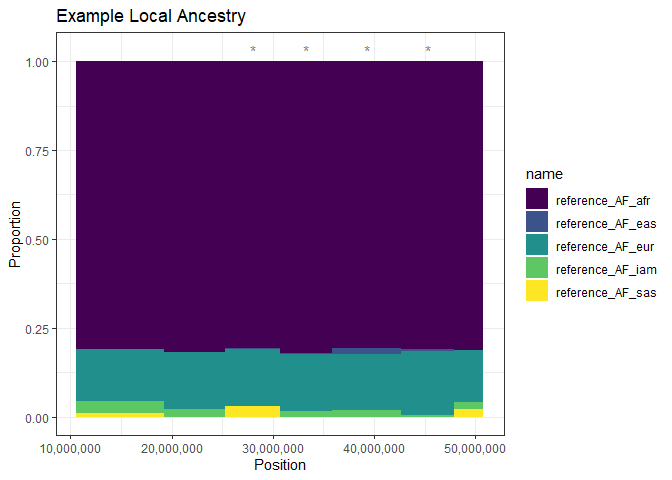 Example Local Ancestry
* * * *
1.00
0.75
0.50
0.25
0.00
Proportion
10,000,000 20,000,000 30,000,000 40,000,000 50,000,000
Position
name
reference_AF_afr
reference_AF_eas
reference_AF_eur
reference_AF_iam
reference_AF_sas